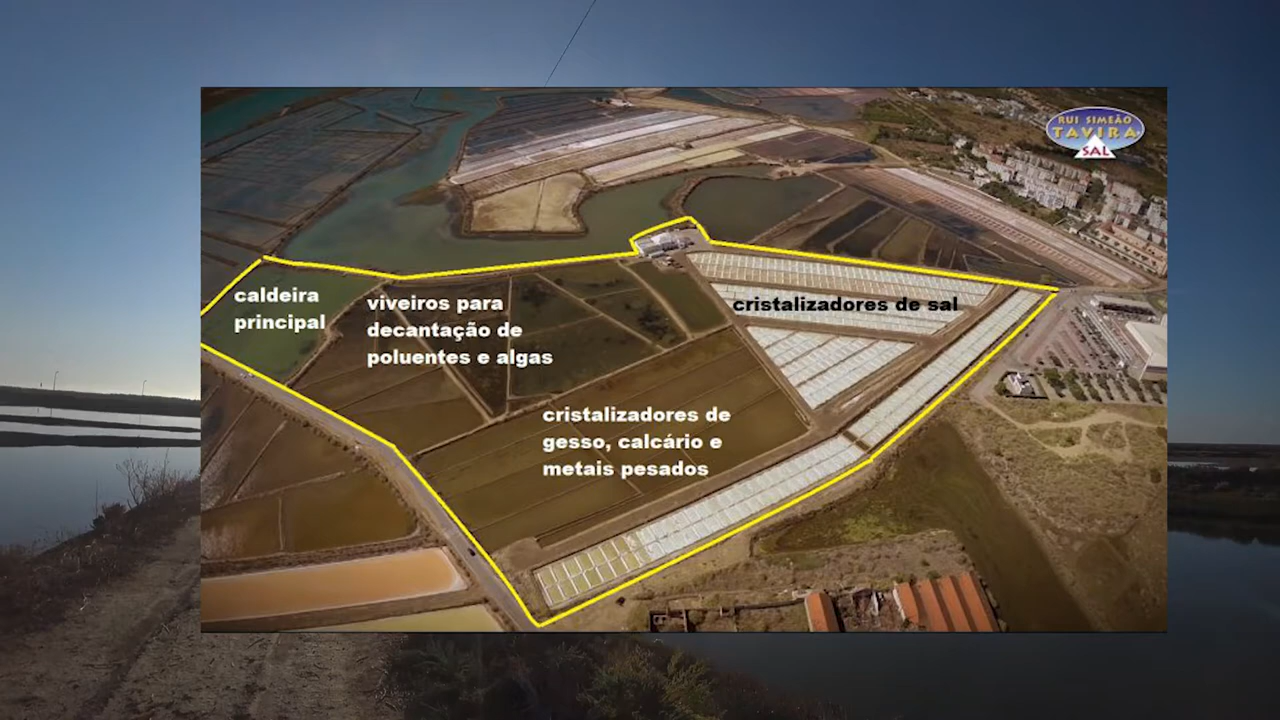 RUI SIMEÃO
TAVIRA
SAL
caldeira
principal
viveiros para
decantação de
poluentes e algas
cristalizadores de sal
cristalizadores de
gesso, calcário e
metais pesados